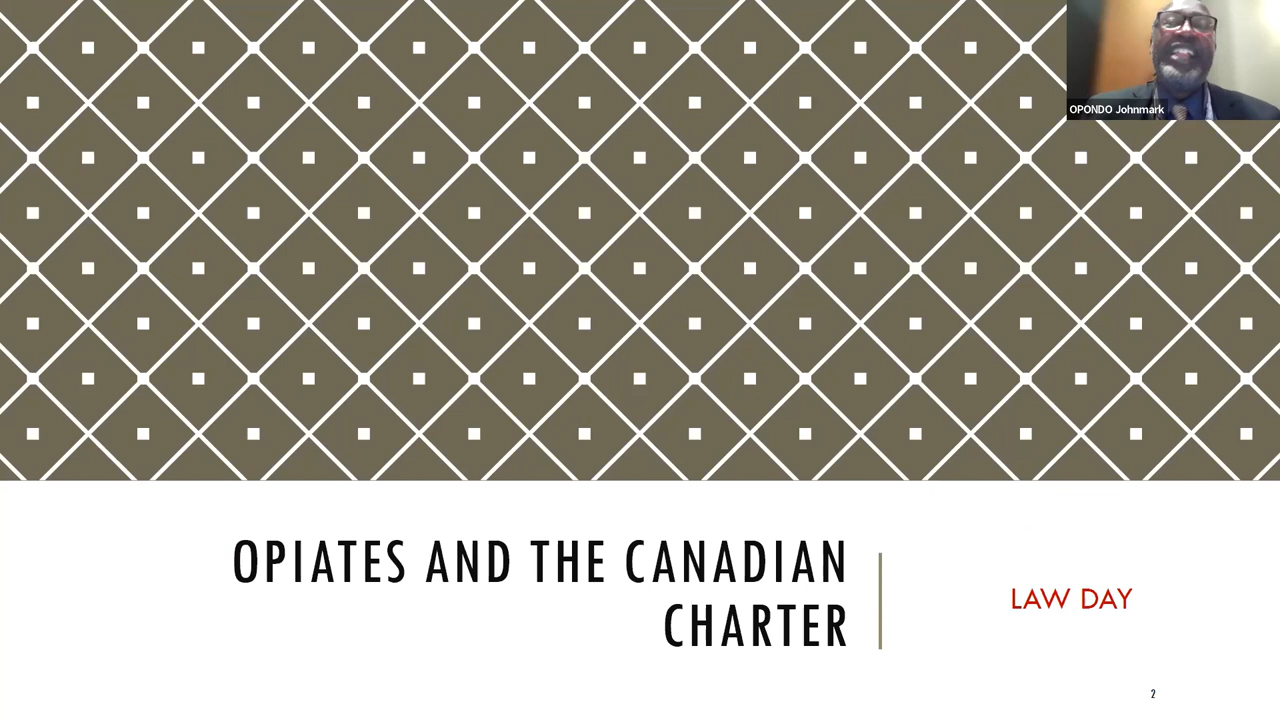 OPONDO Johnmark
OPIATES AND THE CANADIAN
CHARTER
LAW DAY
2